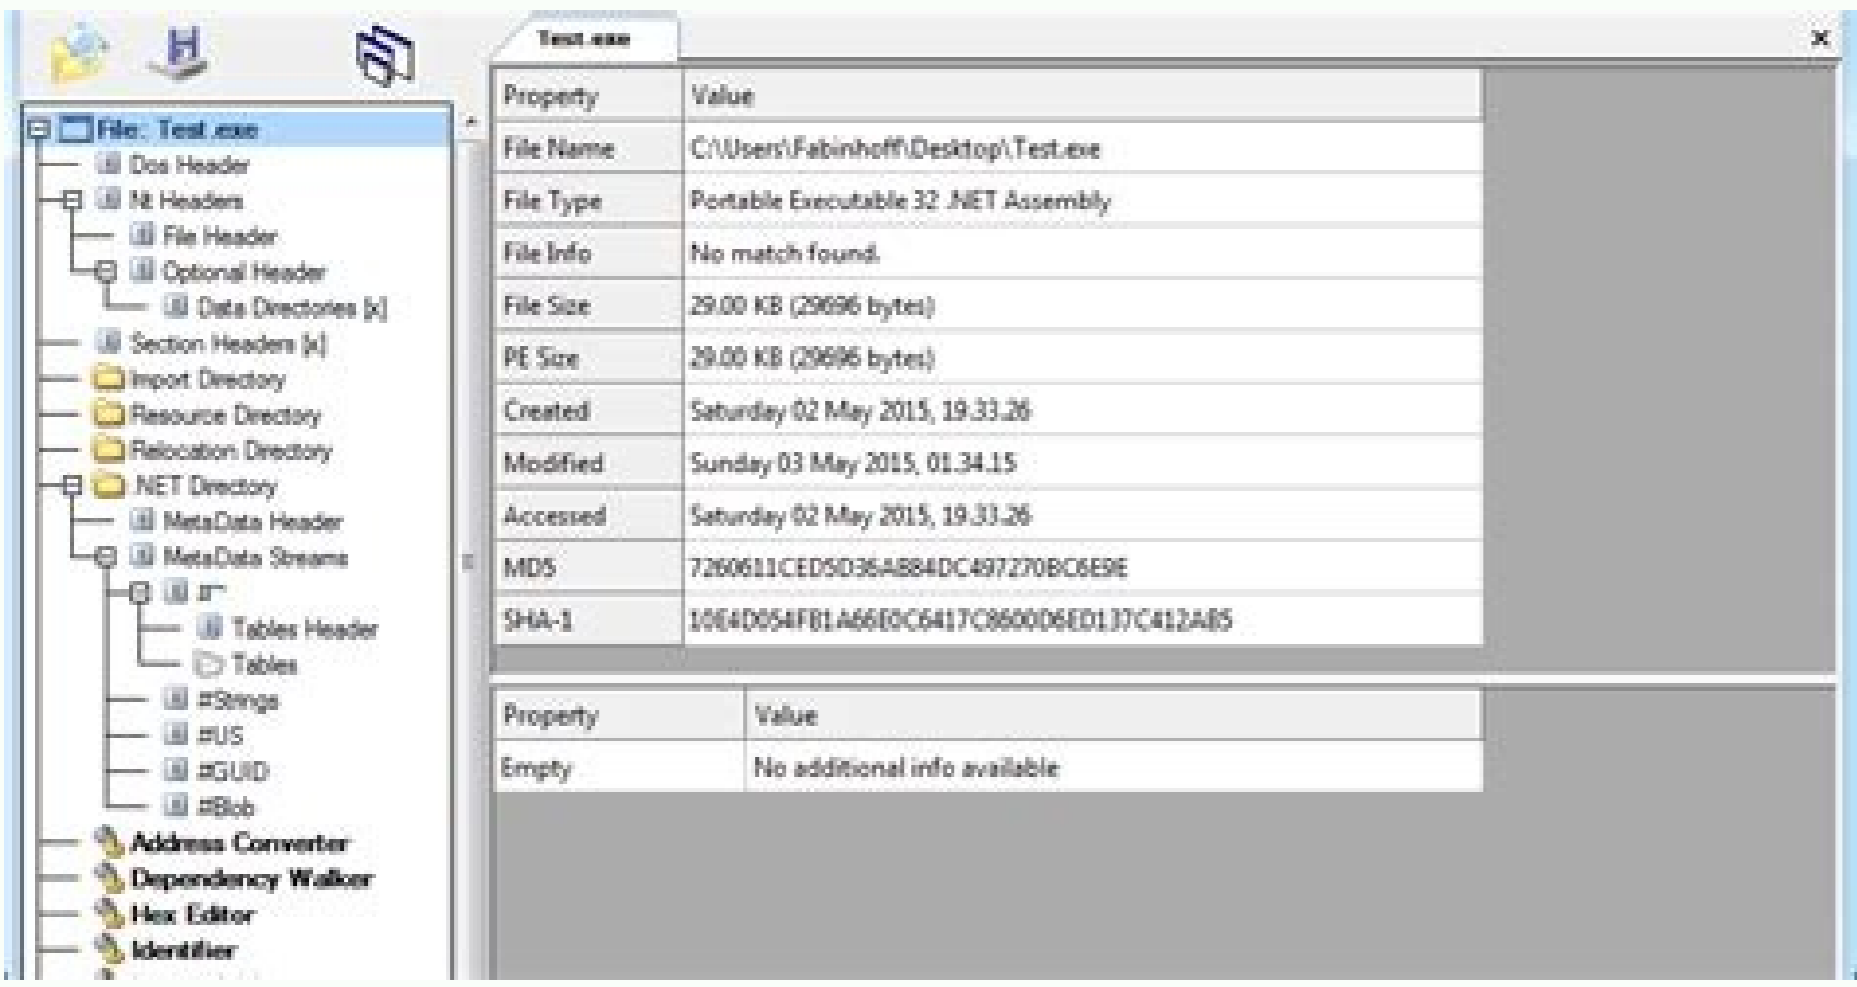 Test.exe
File: Test.exe
Dos Header
Nt Headers
File Header
Optional Header
Data Directories [x]
Section Headers [x]
Import Directory
Resource Directory
Relocation Directory
.NET Directory
MetaData Header
MetaData Streams
#~
Tables Header
Tables
#Strings
#US
#GUID
#Blob
Address Converter
Dependency Walker
Hex Editor
Identifier
Property Value
File Name C:\Users\Fabinhoff\Desktop\Test.exe
File Type Portable Executable 32 .NET Assembly
File Info No match found.
File Size 29.00 KB (29696 bytes)
PE Size 29.00 KB (29696 bytes)
Created Saturday 02 May 2015, 19.33.26
Modified Sunday 03 May 2015, 01.34.15
Accessed Saturday 02 May 2015, 19.33.26
MD5 7260611CED5D36AB84DC497270BC6E9E
SHA-1 10E4D054FB1A66E0C6417C8600D6ED137C412AB5
Property Value
Empty No additional info available